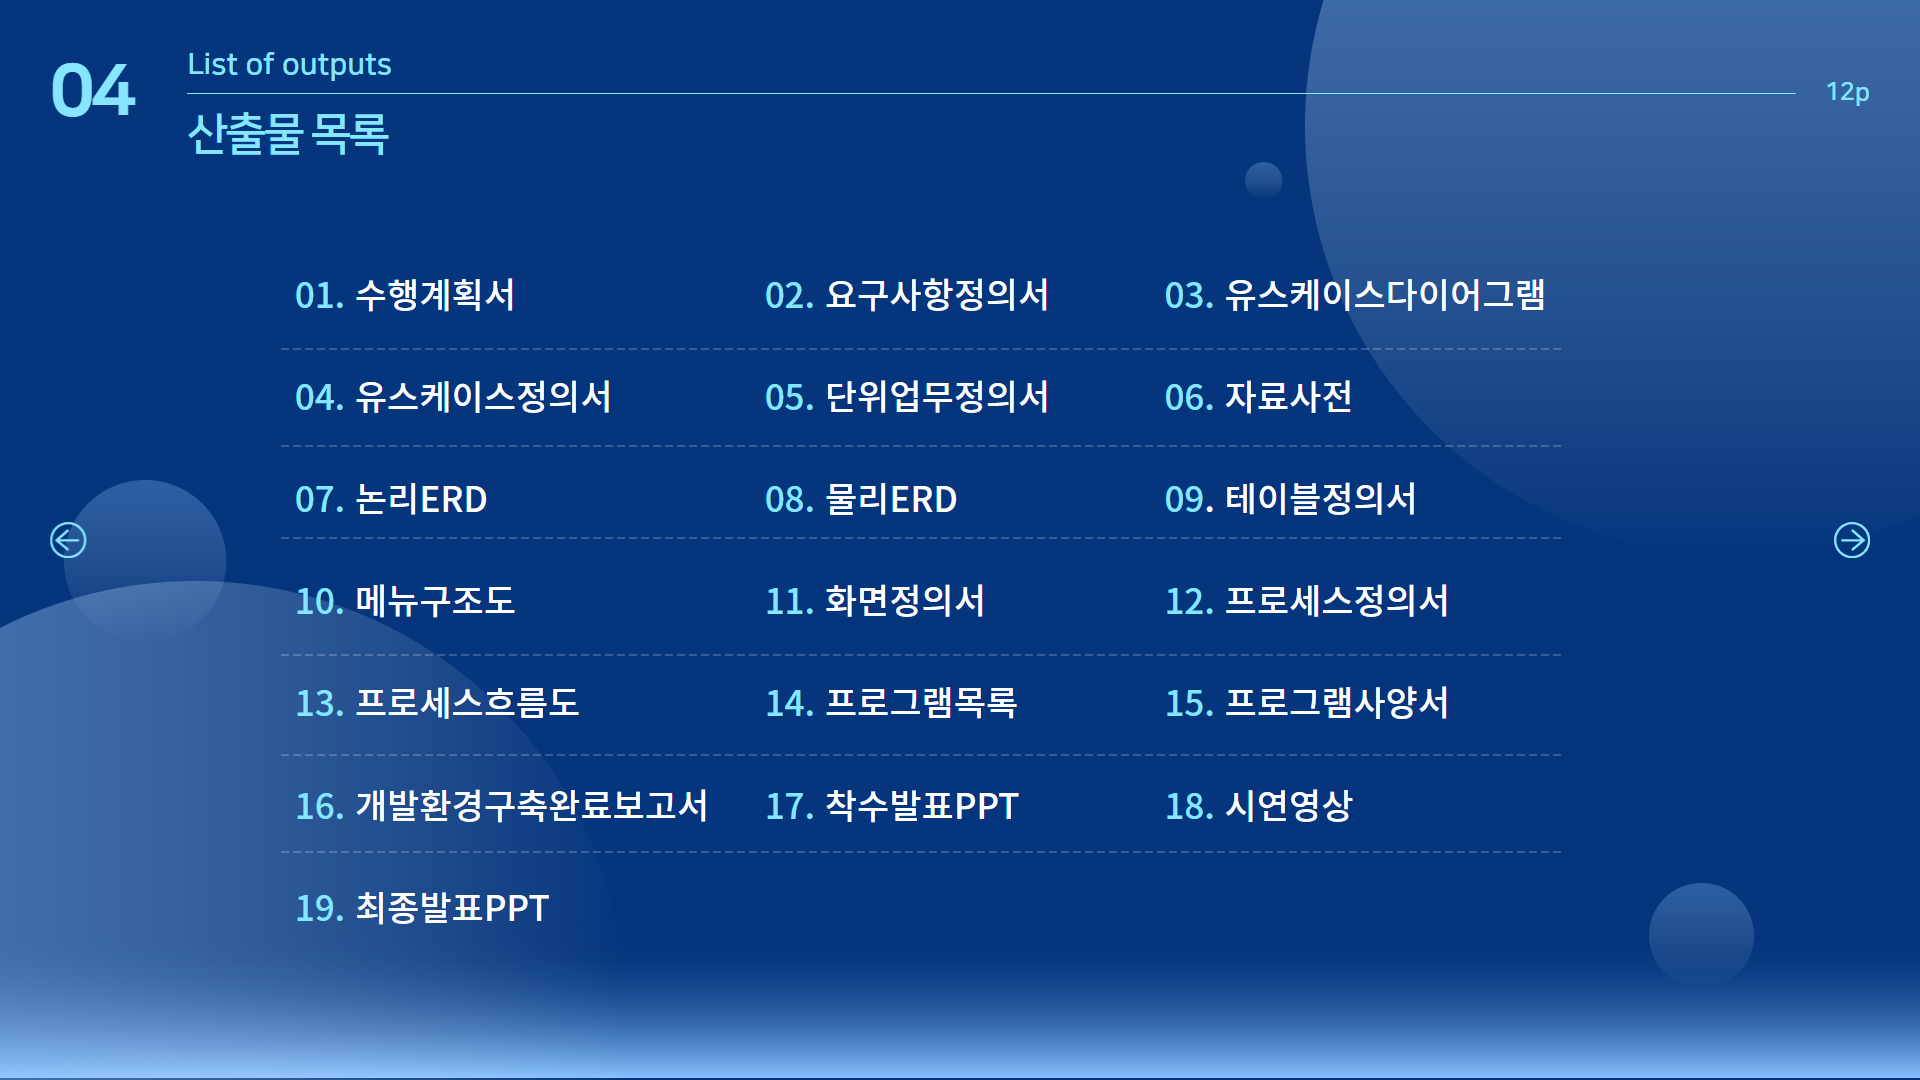 04
List of outputs
12p
산출물 목록
01. 수행계획서
02. 요구사항정의서
03. 유스케이스다이어그램
04. 유스케이스정의서
05. 단위업무정의서
06. 자료사전
07. 논리ERD
08. 물리ERD
09. 테이블정의서
10. 메뉴구조도
11. 화면정의서
12. 프로세스정의서
13. 프로세스흐름도
14. 프로그램목록
15. 프로그램사양서
16. 개발환경구축완료보고서
17. 착수발표PPT
18. 시연영상
19. 최종발표PPT